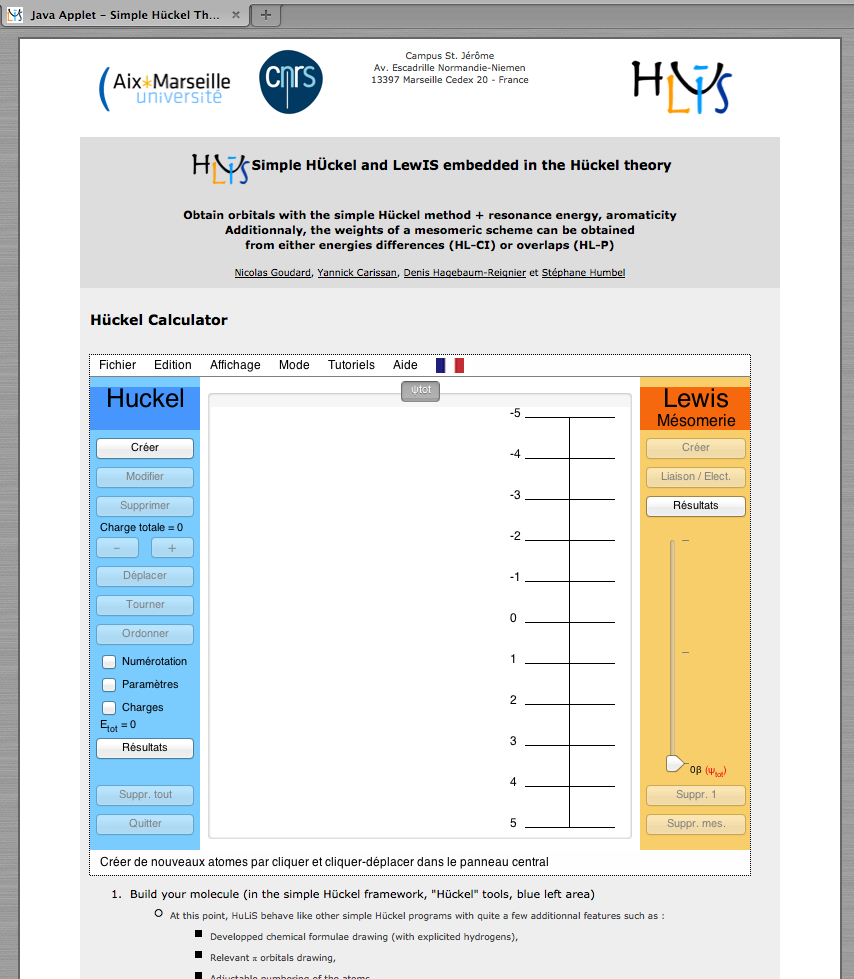 Java Applet – Simple Hückel Th...
Aix*Marseille
université
cnrs
Campus St. Jérôme
Av. Escadrille Normandie-Niemen
13397 Marseille Cedex 20 - France
HuLiS
HuLiS Simple HÜckel and LewIS embedded in the Hückel theory
Obtain orbitals with the simple Hückel method + resonance energy, aromaticity
Additionnaly, the weights of a mesomeric scheme can be obtained
from either energies differences (HL-CI) or overlaps (HL-P)
Nicolas Goudard, Yannick Carissan, Denis Hagebaum-Reignier et Stéphane Humbel
Hückel Calculator
Fichier Edition Affichage Mode Tutoriels Aide
Huckel
Créer
Modifier
Supprimer
Charge totale = 0
- +
Déplacer
Tourner
Ordonner
Numérotation
Paramètres
Charges
Etot = 0
Résultats
Suppr. tout
Quitter
ψtot
-5
-4
-3
-2
-1
0
1
2
3
4
5
Lewis
Mésomerie
Créer
Liaison / Elect.
Résultats
0β (ψtot)
Suppr. 1
Suppr. mes.
Créer de nouveaux atomes par cliquer et cliquer-déplacer dans le panneau central
1. Build your molecule (in the simple Hückel framework, "Hückel" tools, blue left area)
At this point, HuLiS behave like other simple Hückel programs with quite a few additionnal features such as :
Developped chemical formulae drawing (with explicited hydrogens),
Relevant π orbitals drawing,
Adjustable numbering of the atoms